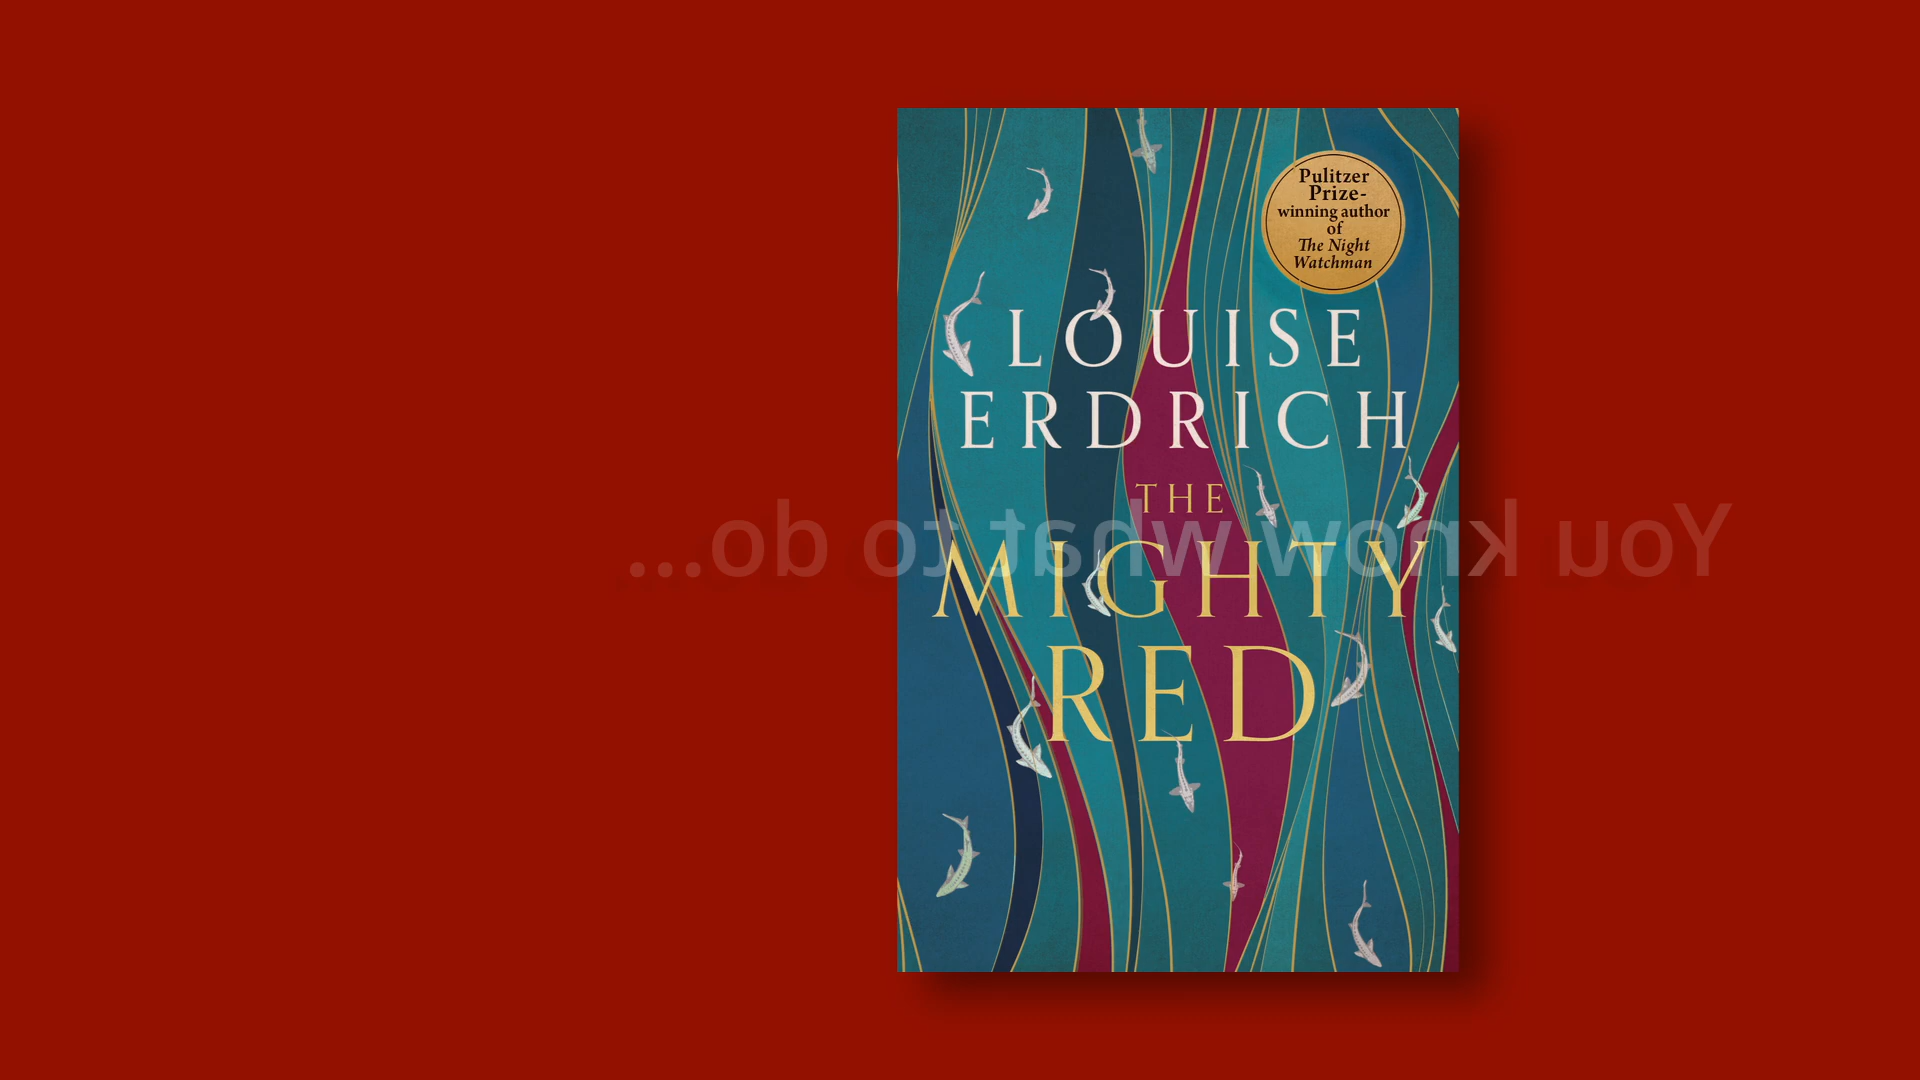 Pulitzer
Prize-
winning author
of
The Night
Watchman
LOUISE
ERDRICH
THE
MIGHTY
RED
You know what to do...